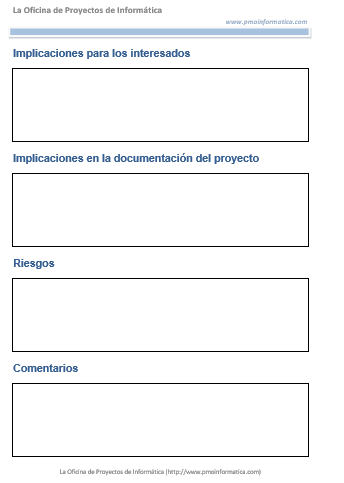 La Oficina de Proyectos de Informática
www.pmoinformatica.com
Implicaciones para los interesados
Implicaciones en la documentación del proyecto
Riesgos
Comentarios
La Oficina de Proyectos de Informática (http://www.pmoinformatica.com)